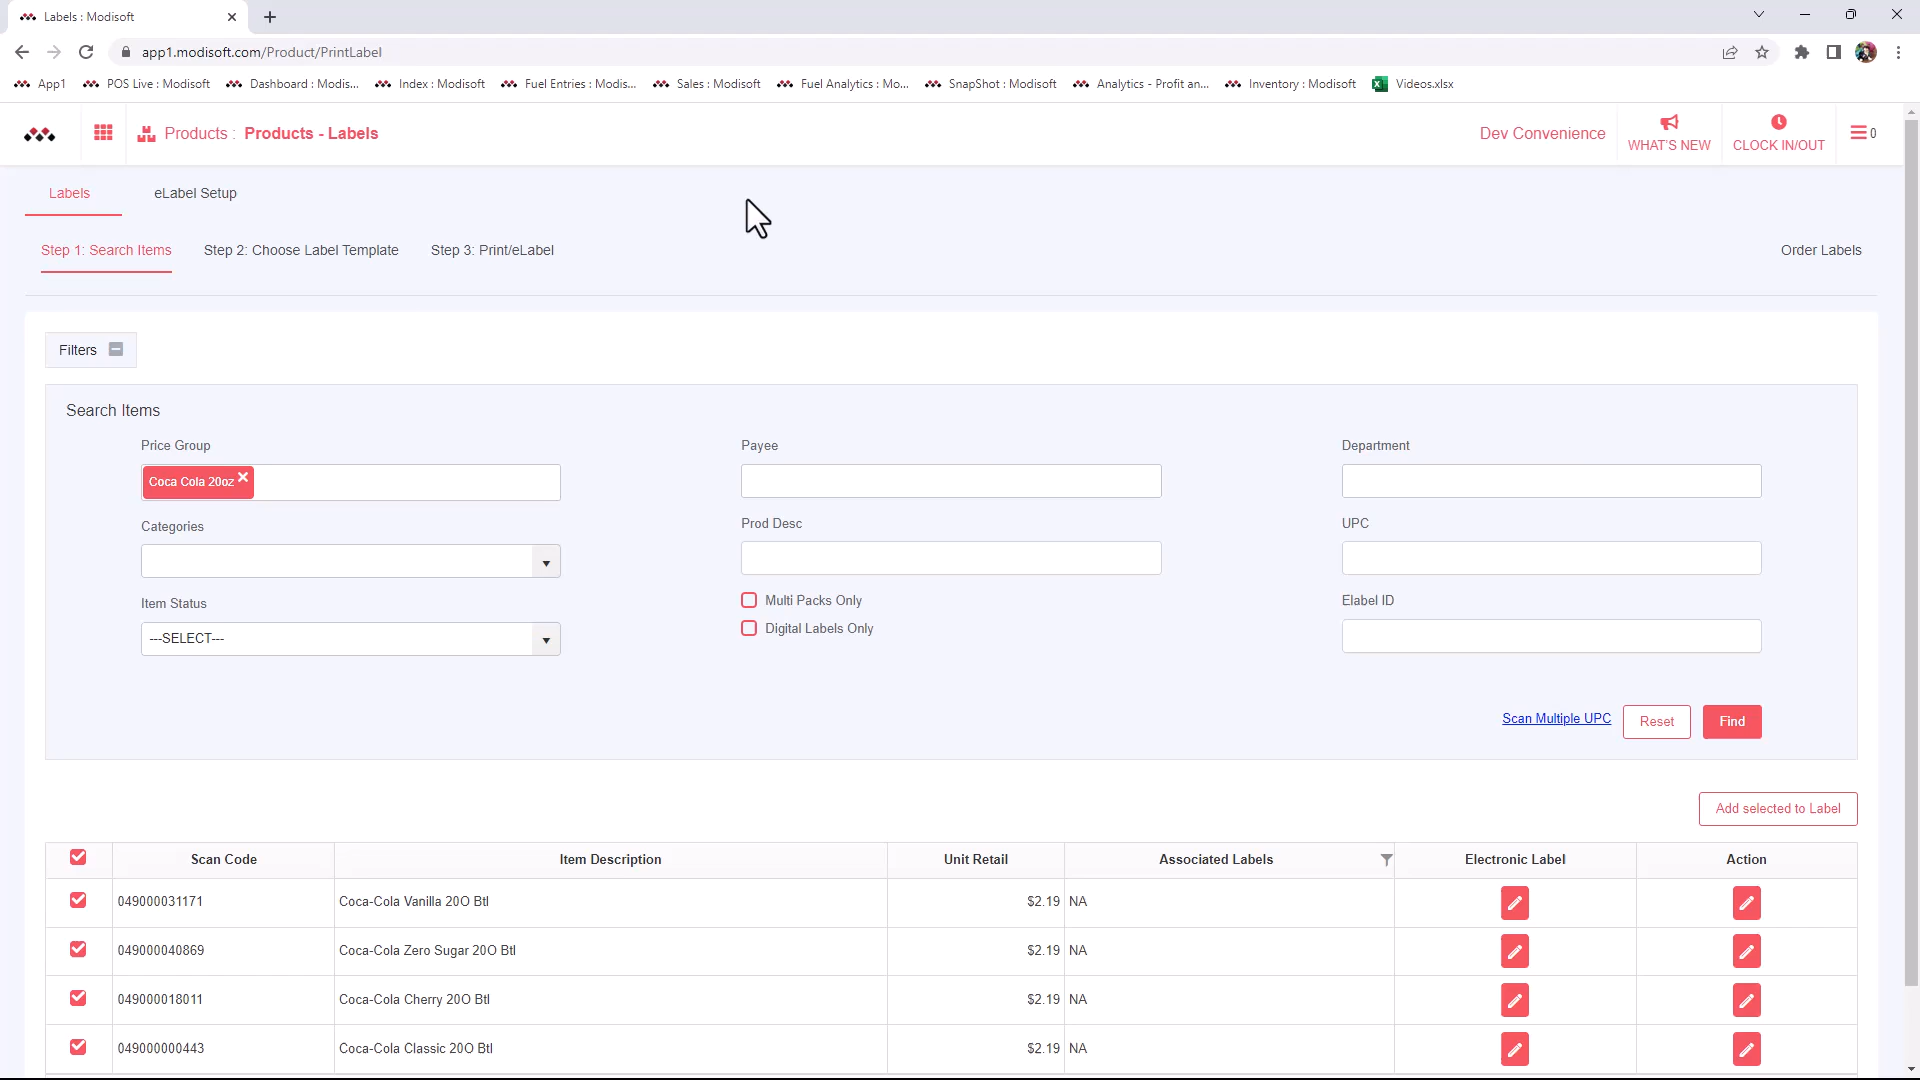 Labels : Modisoft
app1.modisoft.com/Product/PrintLabel
App1 POS Live : Modisoft Dashboard : Modis... Index : Modisoft Fuel Entries : Modis... Sales : Modisoft Fuel Analytics : Mo... SnapShot : Modisoft Analytics - Profit an... Inventory : Modisoft Videos.xlsx
Products : Products - Labels
Dev Convenience
WHAT'S NEW
CLOCK IN/OUT
0
Labels eLabel Setup
Step 1: Search Items Step 2: Choose Label Template Step 3: Print/eLabel Order Labels
Filters
Search Items
Price Group Payee Department
Coca Cola 20oz
Categories Prod Desc UPC
Item Status Multi Packs Only Elabel ID
Digital Labels Only
---SELECT---
Scan Multiple UPC Reset Find
Add selected to Label
Scan Code Item Description Unit Retail Associated Labels Electronic Label Action
049000031171 Coca-Cola Vanilla 20O Btl $2.19 NA
049000040869 Coca-Cola Zero Sugar 20O Btl $2.19 NA
049000018011 Coca-Cola Cherry 20O Btl $2.19 NA
049000000443 Coca-Cola Classic 20O Btl $2.19 NA